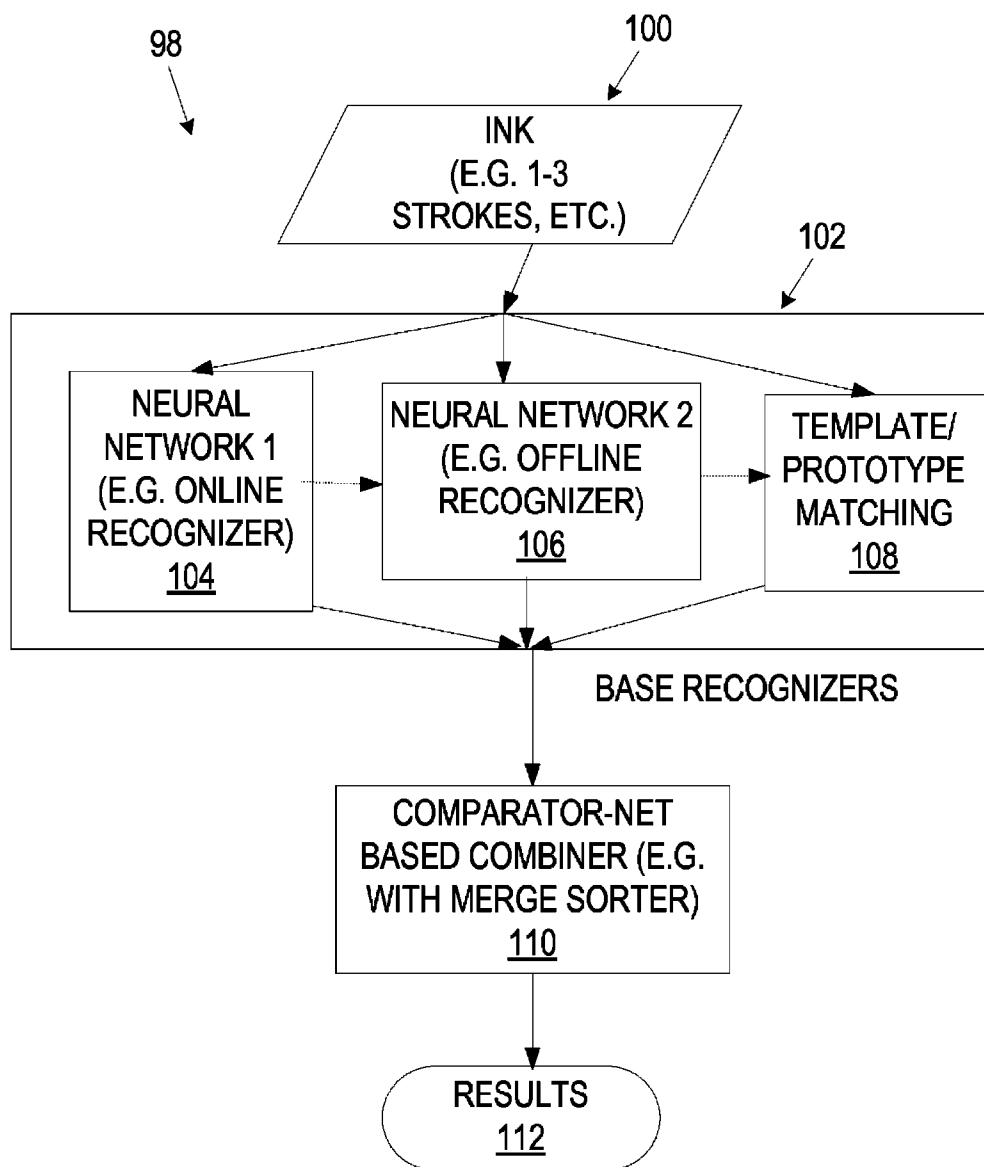 98
100
INK
(E.G. 1-3
STROKES, ETC.)
102
NEURAL
NETWORK 1
(E.G. ONLINE
RECOGNIZER)
104
NEURAL NETWORK 2
(E.G. OFFLINE
RECOGNIZER)
106
TEMPLATE/
PROTOTYPE
MATCHING
108
BASE RECOGNIZERS
COMPARATOR-NET
BASED COMBINER (E.G.
WITH MERGE SORTER)
110
RESULTS
112